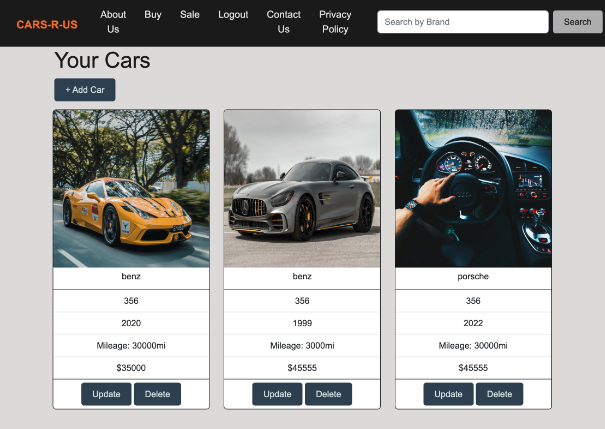 CARS-R-US
About Us
Buy
Sale
Logout
Contact Us
Privacy Policy
Search by Brand
Search
Your Cars
+ Add Car
benz
356
2020
Mileage: 30000mi
$35000
Update Delete
benz
356
1999
Mileage: 3000mi
$45555
Update Delete
porsche
356
2022
Mileage: 30000mi
$45555
Update Delete